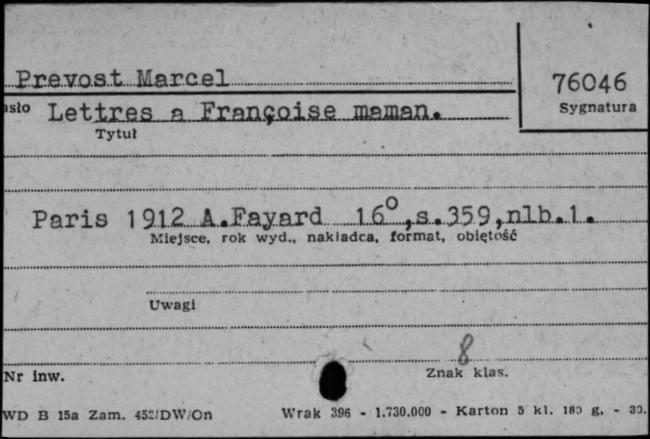 Prevost Marcel
76046
asło Lettres a Françoise maman.
Sygnatura
Tytuł
Paris 1912 A.Fayard 16°,s.359,nlb.1.
Miejsce, rok wyd., nakładca, format, objętość
Uwagi
8
Nr inw.
Znak klas.
WD B 15a Zam. 452/DW/On Wrak 396 - 1.730.000 - Karton 5 kl. 180 g. - 30.